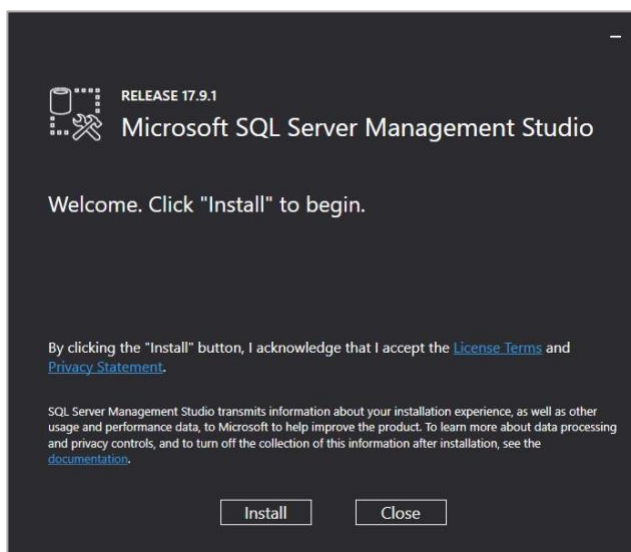 RELEASE 17.9.1
Microsoft SQL Server Management Studio
Welcome. Click "Install" to begin.
By clicking the "Install" button, I acknowledge that I accept the License Terms and
Privacy Statement.
SQL Server Management Studio transmits information about your installation experience, as well as other
usage and performance data, to Microsoft to help improve the product. To learn more about data processing
and privacy controls, and to turn off the collection of this information after installation, see the
documentation.
Install Close